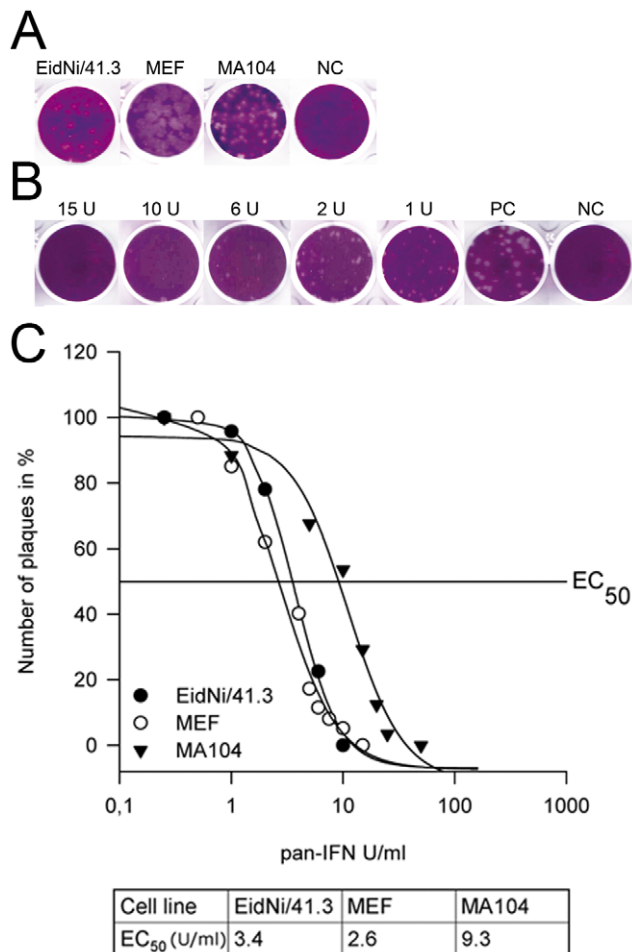 A
EidNi/41.3 MEF MA104 NC
B
15 U 10 U 6 U 2 U 1 U PC NC
C
120
100
80
60
40
20
0
Number of plaques in %
EC50
EidNi/41.3
MEF
MA104
0,1 1 10 100 1000
pan-IFN U/ml
Cell line EidNi/41.3 MEF MA104
EC50 (U/ml) 3.4 2.6 9.3